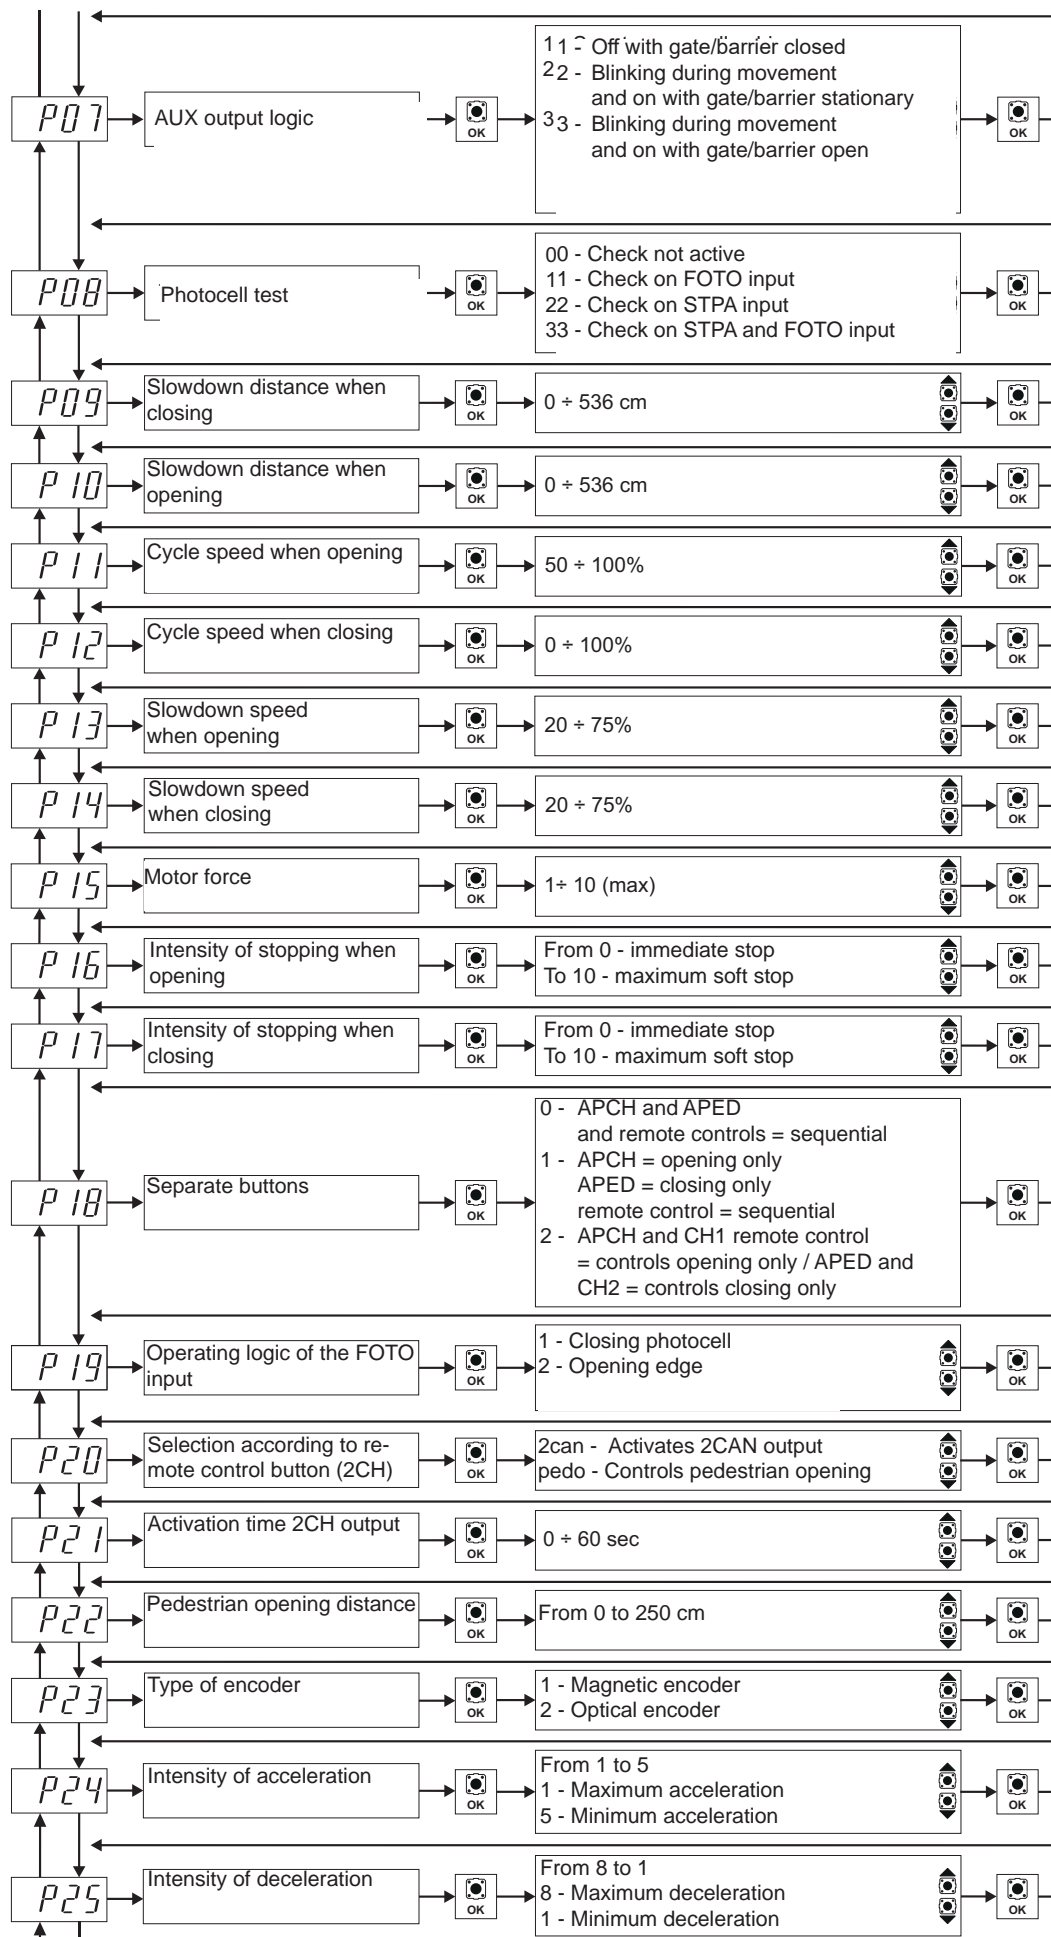 P07
AUX output logic
OK
1 1 - Off with gate/barrier closed
2 2 - Blinking during movement
and on with gate/barrier stationary
3 3 - Blinking during movement
and on with gate/barrier open
OK
P08
Photocell test
OK
00 - Check not active
11 - Check on FOTO input
22 - Check on STPA input
33 - Check on STPA and FOTO input
OK
P09
Slowdown distance when
closing
OK
0 ÷ 536 cm
OK
P10
Slowdown distance when
opening
OK
0 ÷ 536 cm
OK
P11
Cycle speed when opening
OK
50 ÷ 100%
OK
P12
Cycle speed when closing
OK
0 ÷ 100%
OK
P13
Slowdown speed
when opening
OK
20 ÷ 75%
OK
P14
Slowdown speed
when closing
OK
20 ÷ 75%
OK
P15
Motor force
OK
1÷ 10 (max)
OK
P16
Intensity of stopping when
opening
OK
From 0 - immediate stop
To 10 - maximum soft stop
OK
P17
Intensity of stopping when
closing
OK
From 0 - immediate stop
To 10 - maximum soft stop
OK
P18
Separate buttons
OK
0 - APCH and APED
and remote controls = sequential
1 - APCH = opening only
APED = closing only
remote control = sequential
2 - APCH and CH1 remote control
= controls opening only / APED and
CH2 = controls closing only
OK
P19
Operating logic of the FOTO
input
OK
1 - Closing photocell
2 - Opening edge
OK
P20
Selection according to re-
mote control button (2CH)
OK
2can - Activates 2CAN output
pedo - Controls pedestrian opening
OK
P21
Activation time 2CH output
OK
0 ÷ 60 sec
OK
P22
Pedestrian opening distance
OK
From 0 to 250 cm
OK
P23
Type of encoder
OK
1 - Magnetic encoder
2 - Optical encoder
OK
P24
Intensity of acceleration
OK
From 1 to 5
1 - Maximum acceleration
5 - Minimum acceleration
OK
P25
Intensity of deceleration
OK
From 8 to 1
8 - Maximum deceleration
1 - Minimum deceleration
OK